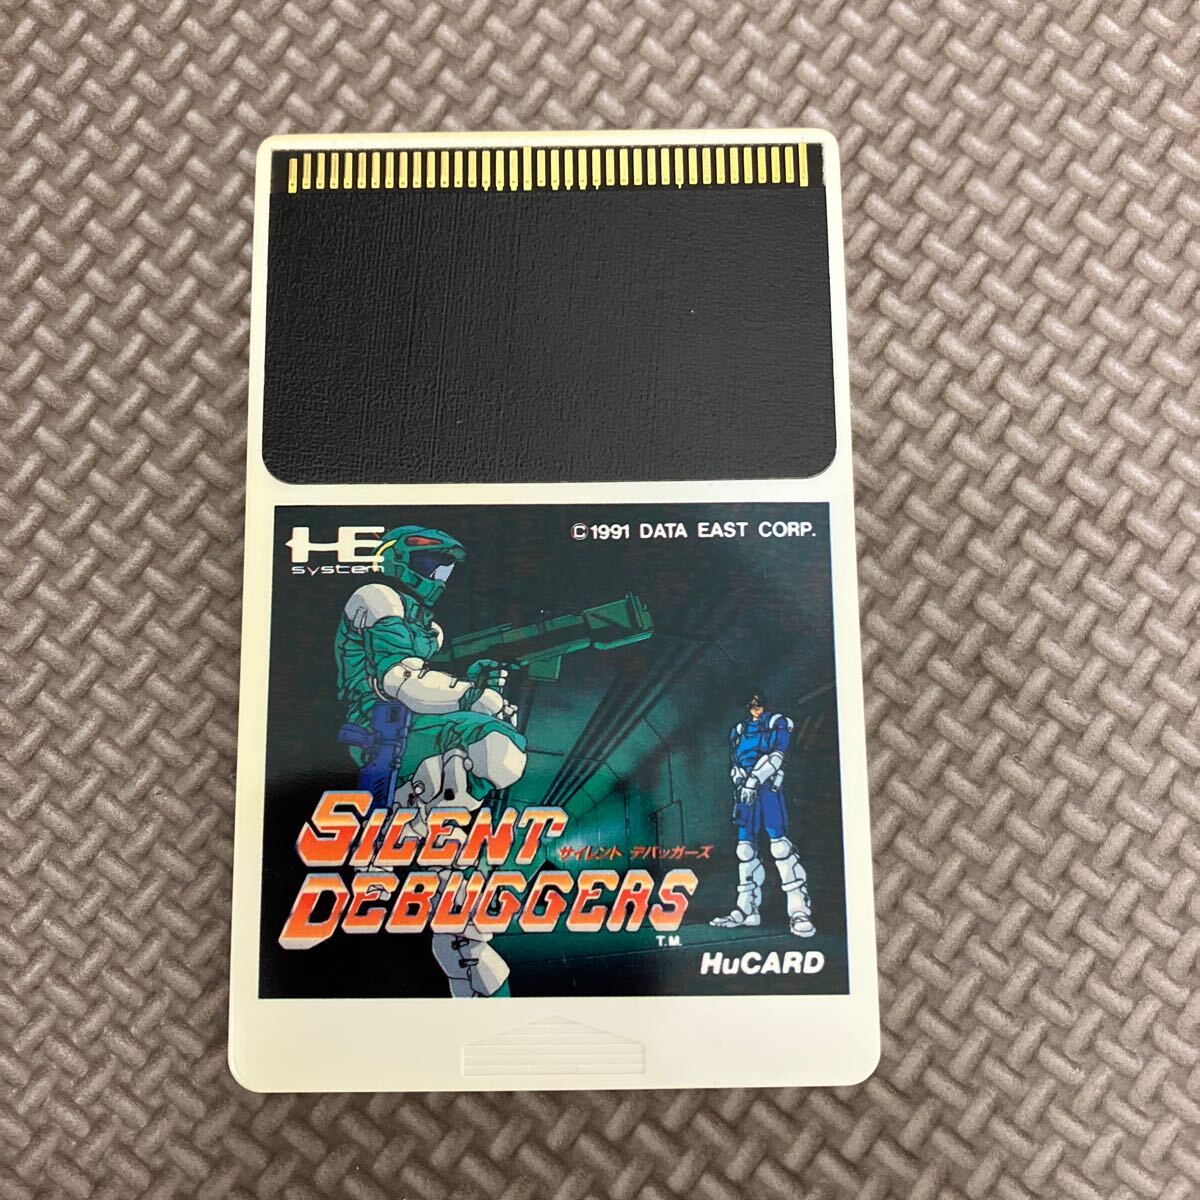 HE
system
©1991 DATA EAST CORP.
SILENT
サイレント デバッガーズ
DEBUGGERS
T.M.
HuCARD